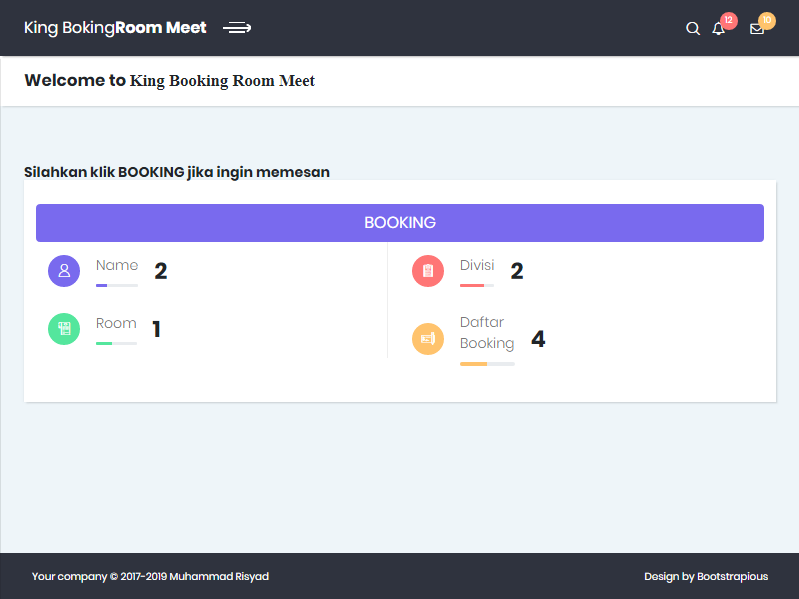 King BokingRoom Meet
12
10
Welcome to King Booking Room Meet
Silahkan klik BOOKING jika ingin memesan
BOOKING
Name 2
Divisi 2
Room 1
Daftar
Booking 4
Your company © 2017-2019 Muhammad Risyad
Design by Bootstrapious